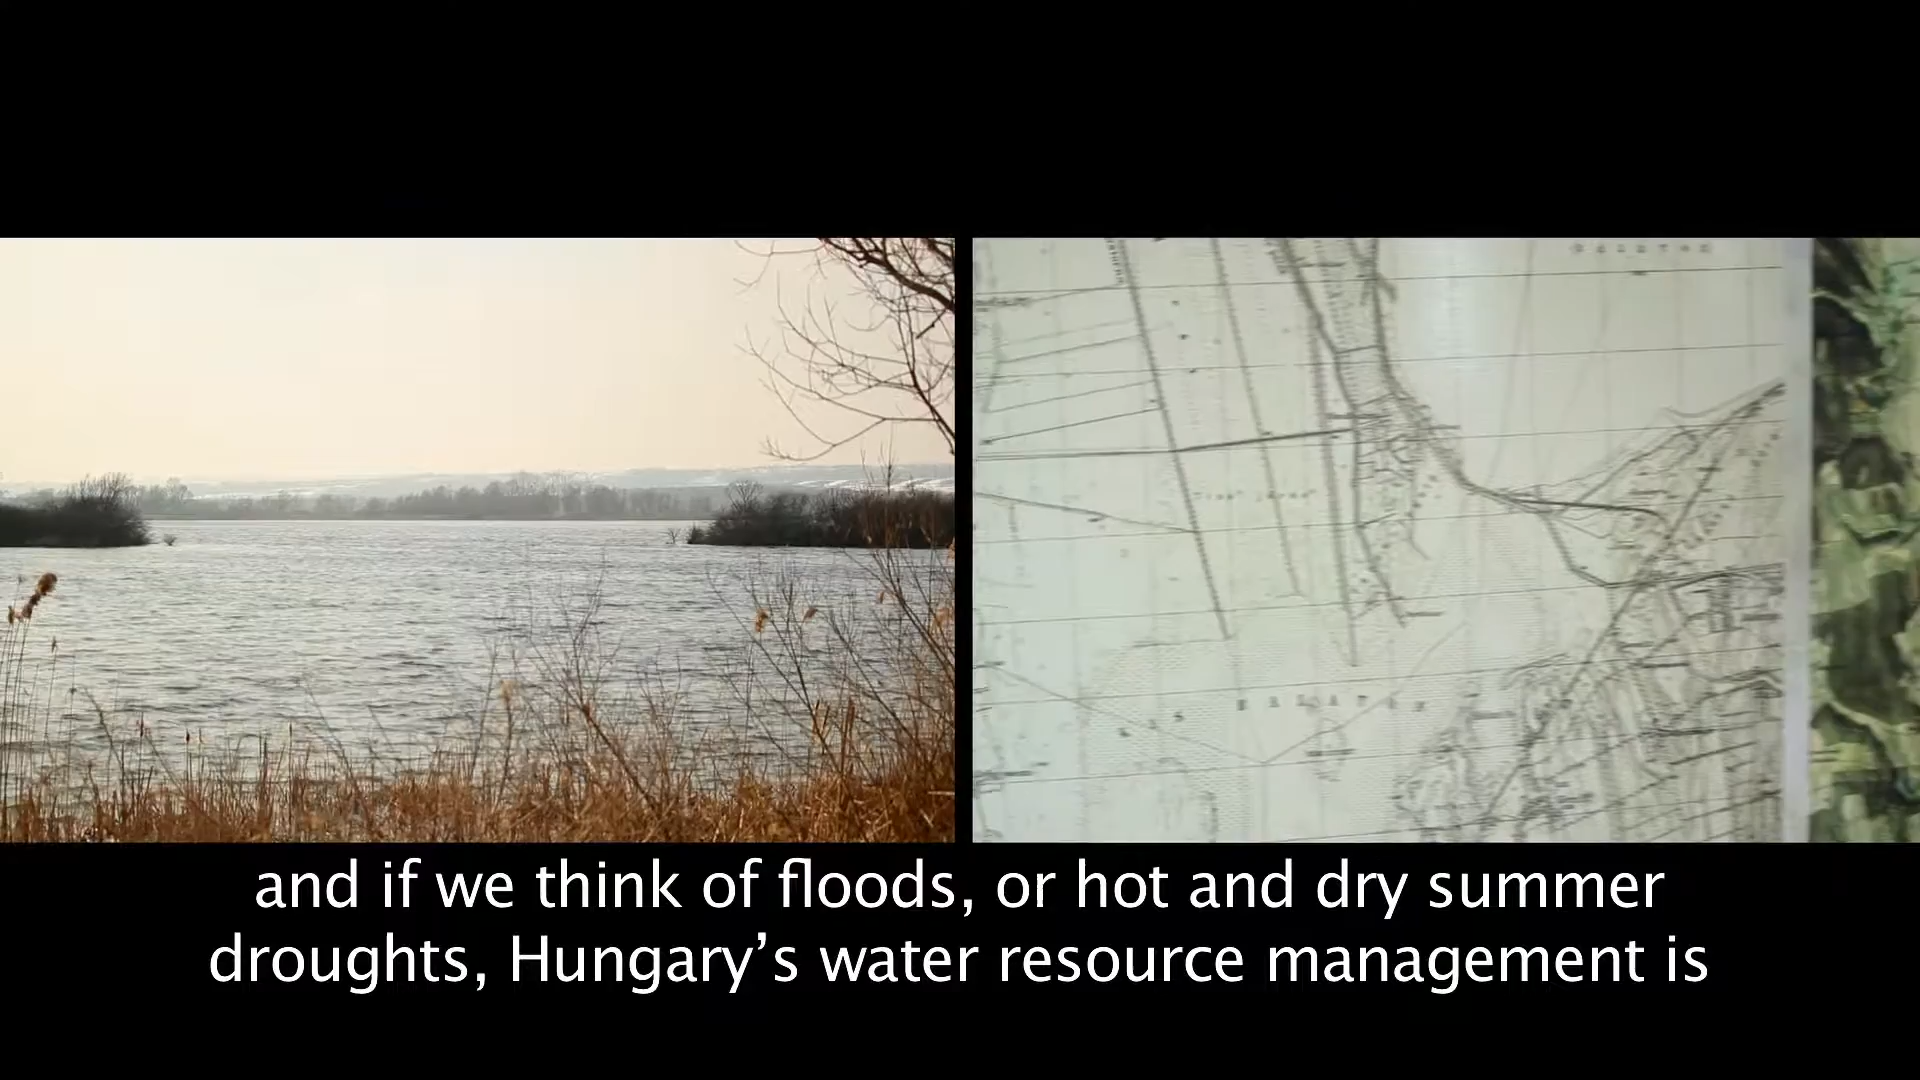 and if we think of floods, or hot and dry summer
droughts, Hungary’s water resource management is